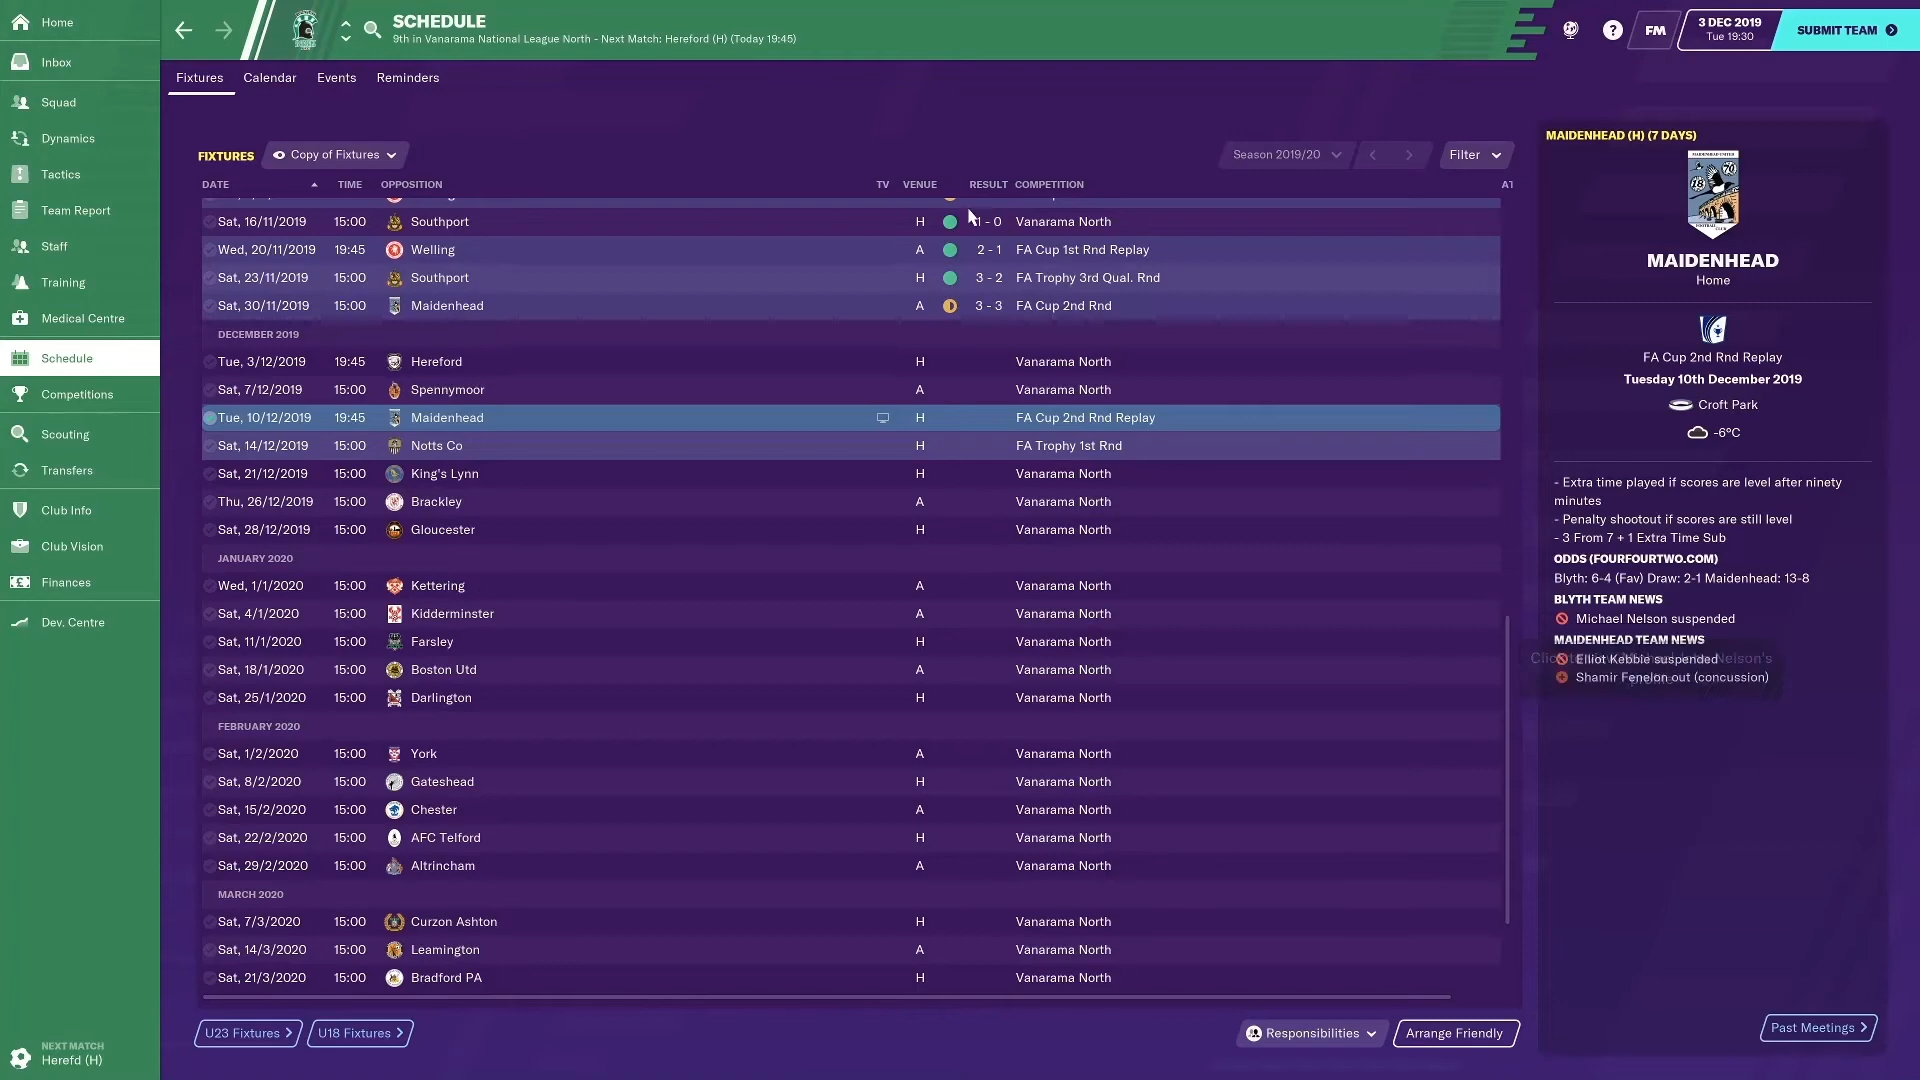 Home
Inbox
Squad
Dynamics
Tactics
Team Report
Staff
Training
Medical Centre
Schedule
Competitions
Scouting
Transfers
Club Info
Club Vision
Finances
Dev. Centre
NEXT MATCH
Herefd (H)
SCHEDULE
9th in Vanarama National League North - Next Match: Hereford (H) (Today 19:45)
FM
3 DEC 2019
Tue 19:30
SUBMIT TEAM
Fixtures Calendar Events Reminders
FIXTURES Copy of Fixtures Season 2019/20 Filter
DATE TIME OPPOSITION TV VENUE RESULT COMPETITION
Sat, 16/11/2019 15:00 Southport H 1 - 0 Vanarama North
Wed, 20/11/2019 19:45 Welling A 2 - 1 FA Cup 1st Rnd Replay
Sat, 23/11/2019 15:00 Southport H 3 - 2 FA Trophy 3rd Qual. Rnd
Sat, 30/11/2019 15:00 Maidenhead A 3 - 3 FA Cup 2nd Rnd
DECEMBER 2019
Tue, 3/12/2019 19:45 Hereford H Vanarama North
Sat, 7/12/2019 15:00 Spennymoor A Vanarama North
Tue, 10/12/2019 19:45 Maidenhead H FA Cup 2nd Rnd Replay
Sat, 14/12/2019 15:00 Notts Co H FA Trophy 1st Rnd
Sat, 21/12/2019 15:00 King's Lynn H Vanarama North
Thu, 26/12/2019 15:00 Brackley A Vanarama North
Sat, 28/12/2019 15:00 Gloucester H Vanarama North
JANUARY 2020
Wed, 1/1/2020 15:00 Kettering A Vanarama North
Sat, 4/1/2020 15:00 Kidderminster A Vanarama North
Sat, 11/1/2020 15:00 Farsley H Vanarama North
Sat, 18/1/2020 15:00 Boston Utd A Vanarama North
Sat, 25/1/2020 15:00 Darlington H Vanarama North
FEBRUARY 2020
Sat, 1/2/2020 15:00 York A Vanarama North
Sat, 8/2/2020 15:00 Gateshead H Vanarama North
Sat, 15/2/2020 15:00 Chester A Vanarama North
Sat, 22/2/2020 15:00 AFC Telford H Vanarama North
Sat, 29/2/2020 15:00 Altrincham A Vanarama North
MARCH 2020
Sat, 7/3/2020 15:00 Curzon Ashton H Vanarama North
Sat, 14/3/2020 15:00 Leamington A Vanarama North
Sat, 21/3/2020 15:00 Bradford PA H Vanarama North
U23 Fixtures U18 Fixtures Responsibilities Arrange Friendly
MAIDENHEAD (H) (7 DAYS)
MAIDENHEAD
Home
FA Cup 2nd Rnd Replay
Tuesday 10th December 2019
Croft Park
-6°C
- Extra time played if scores are level after ninety
minutes
- Penalty shootout if scores are still level
- 3 From 7 + 1 Extra Time Sub
ODDS (FOURFOURTWO.COM)
Blyth: 6-4 (Fav) Draw: 2-1 Maidenhead: 13-8
BLYTH TEAM NEWS
Michael Nelson suspended
MAIDENHEAD TEAM NEWS
Elliot Kebbie suspended
Shamir Fenelon out (concussion)
Past Meetings